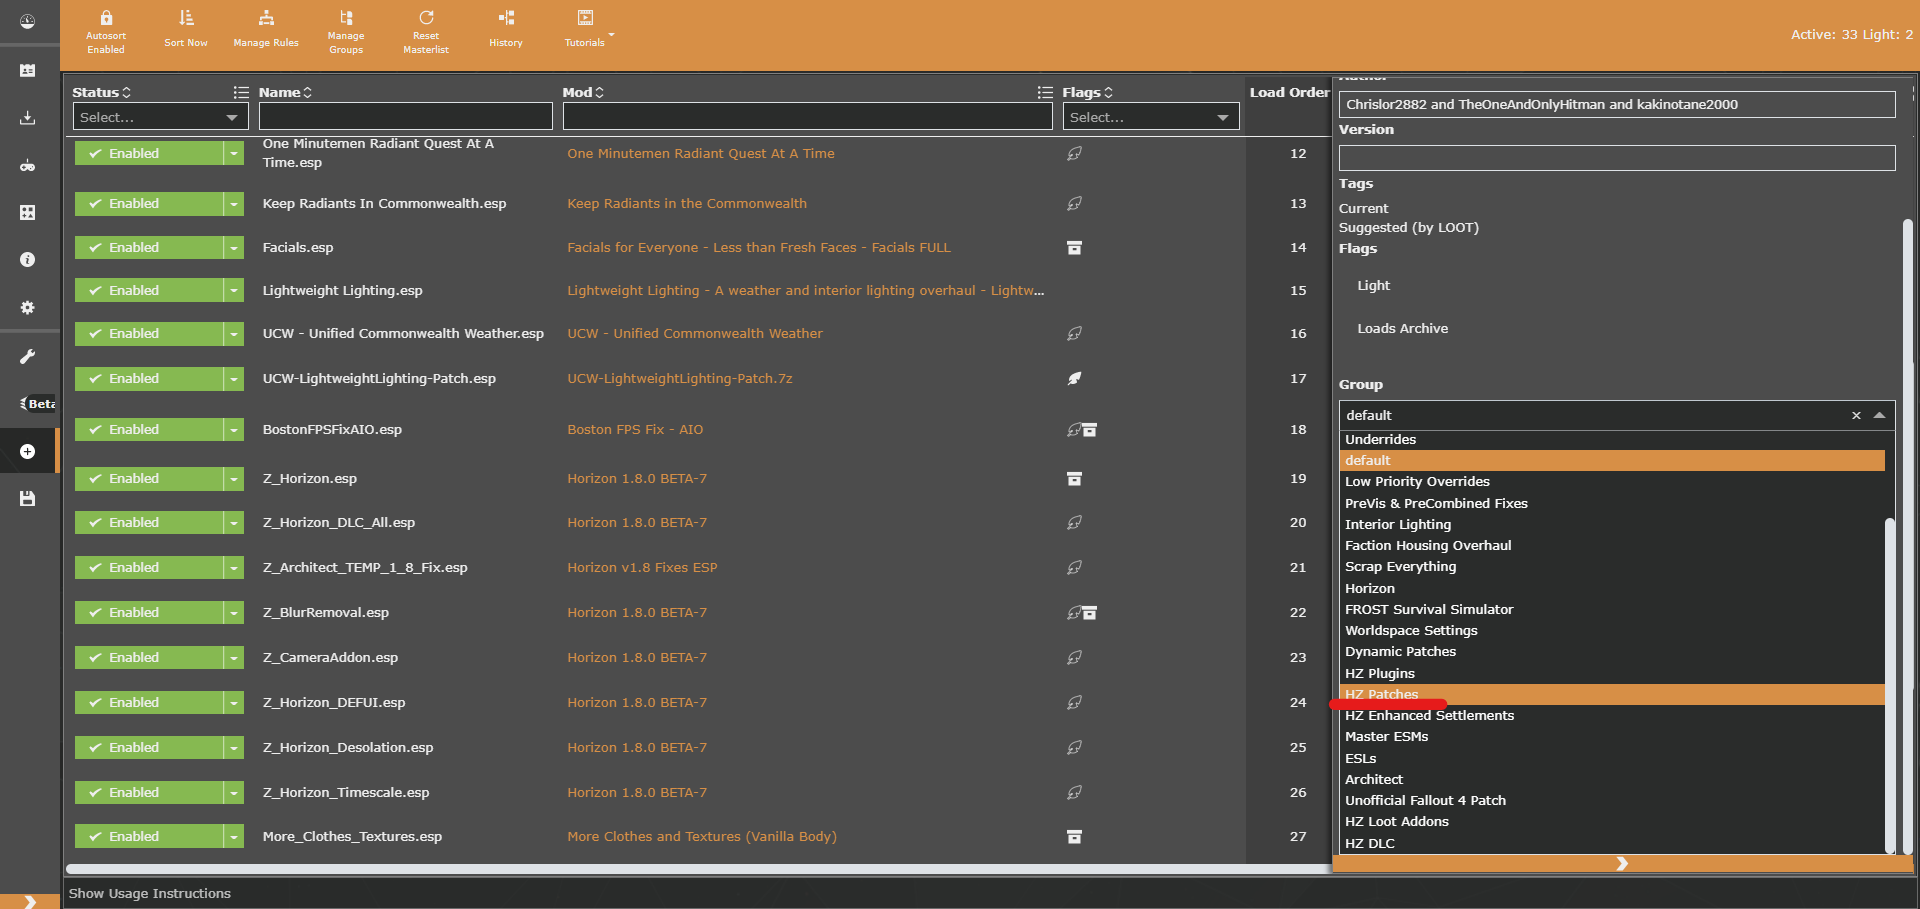 Autosort
Enabled
Sort Now
Manage Rules
Manage
Groups
Reset
Masterlist
History
Tutorials
Active: 33 Light: 2
Status
Name
Mod
Flags
Load Order
Select...
Select...
Enabled
One Minutemen Radiant Quest At A
Time.esp
One Minutemen Radiant Quest At A Time
12
Enabled
Keep Radiants In Commonwealth.esp
Keep Radiants in the Commonwealth
13
Enabled
Facials.esp
Facials for Everyone - Less than Fresh Faces - Facials FULL
14
Enabled
Lightweight Lighting.esp
Lightweight Lighting - A weather and interior lighting overhaul - Lightw...
15
Enabled
UCW - Unified Commonwealth Weather.esp
UCW - Unified Commonwealth Weather
16
Enabled
UCW-LightweightLighting-Patch.esp
UCW-LightweightLighting-Patch.7z
17
Beta
Enabled
BostonFPSFixAIO.esp
Boston FPS Fix - AIO
18
Enabled
Z_Horizon.esp
Horizon 1.8.0 BETA-7
19
Enabled
Z_Horizon_DLC_All.esp
Horizon 1.8.0 BETA-7
20
Enabled
Z_Architect_TEMP_1_8_Fix.esp
Horizon v1.8 Fixes ESP
21
Enabled
Z_BlurRemoval.esp
Horizon 1.8.0 BETA-7
22
Enabled
Z_CameraAddon.esp
Horizon 1.8.0 BETA-7
23
Enabled
Z_Horizon_DEFUI.esp
Horizon 1.8.0 BETA-7
24
Enabled
Z_Horizon_Desolation.esp
Horizon 1.8.0 BETA-7
25
Enabled
Z_Horizon_Timescale.esp
Horizon 1.8.0 BETA-7
26
Enabled
More_Clothes_Textures.esp
More Clothes and Textures (Vanilla Body)
27
Author
Chrislor2882 and TheOneAndOnlyHitman and kakinotane2000
Version
Tags
Current
Suggested (by LOOT)
Flags
Light
Loads Archive
Group
default
Underrides
default
Low Priority Overrides
PreVis & PreCombined Fixes
Interior Lighting
Faction Housing Overhaul
Scrap Everything
Horizon
FROST Survival Simulator
Worldspace Settings
Dynamic Patches
HZ Plugins
HZ Patches
HZ Enhanced Settlements
Master ESMs
ESLs
Architect
Unofficial Fallout 4 Patch
HZ Loot Addons
HZ DLC
Show Usage Instructions